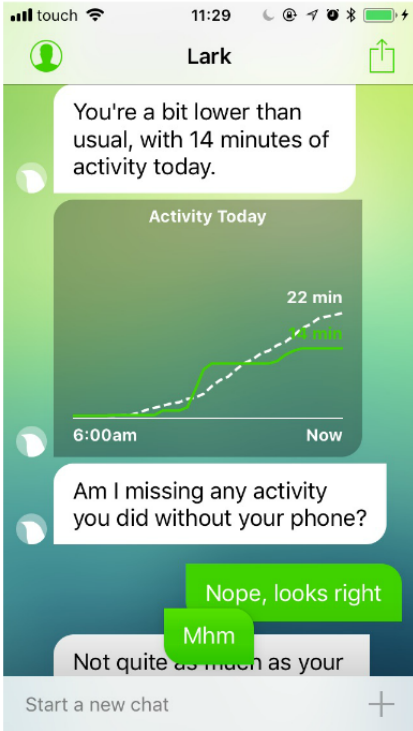 touch 11:29
Lark
You're a bit lower than
usual, with 14 minutes of
activity today.
Activity Today
22 min
14 min
6:00am Now
Am I missing any activity
you did without your phone?
Nope, looks right
Mhm
Not quite as much as your
Start a new chat